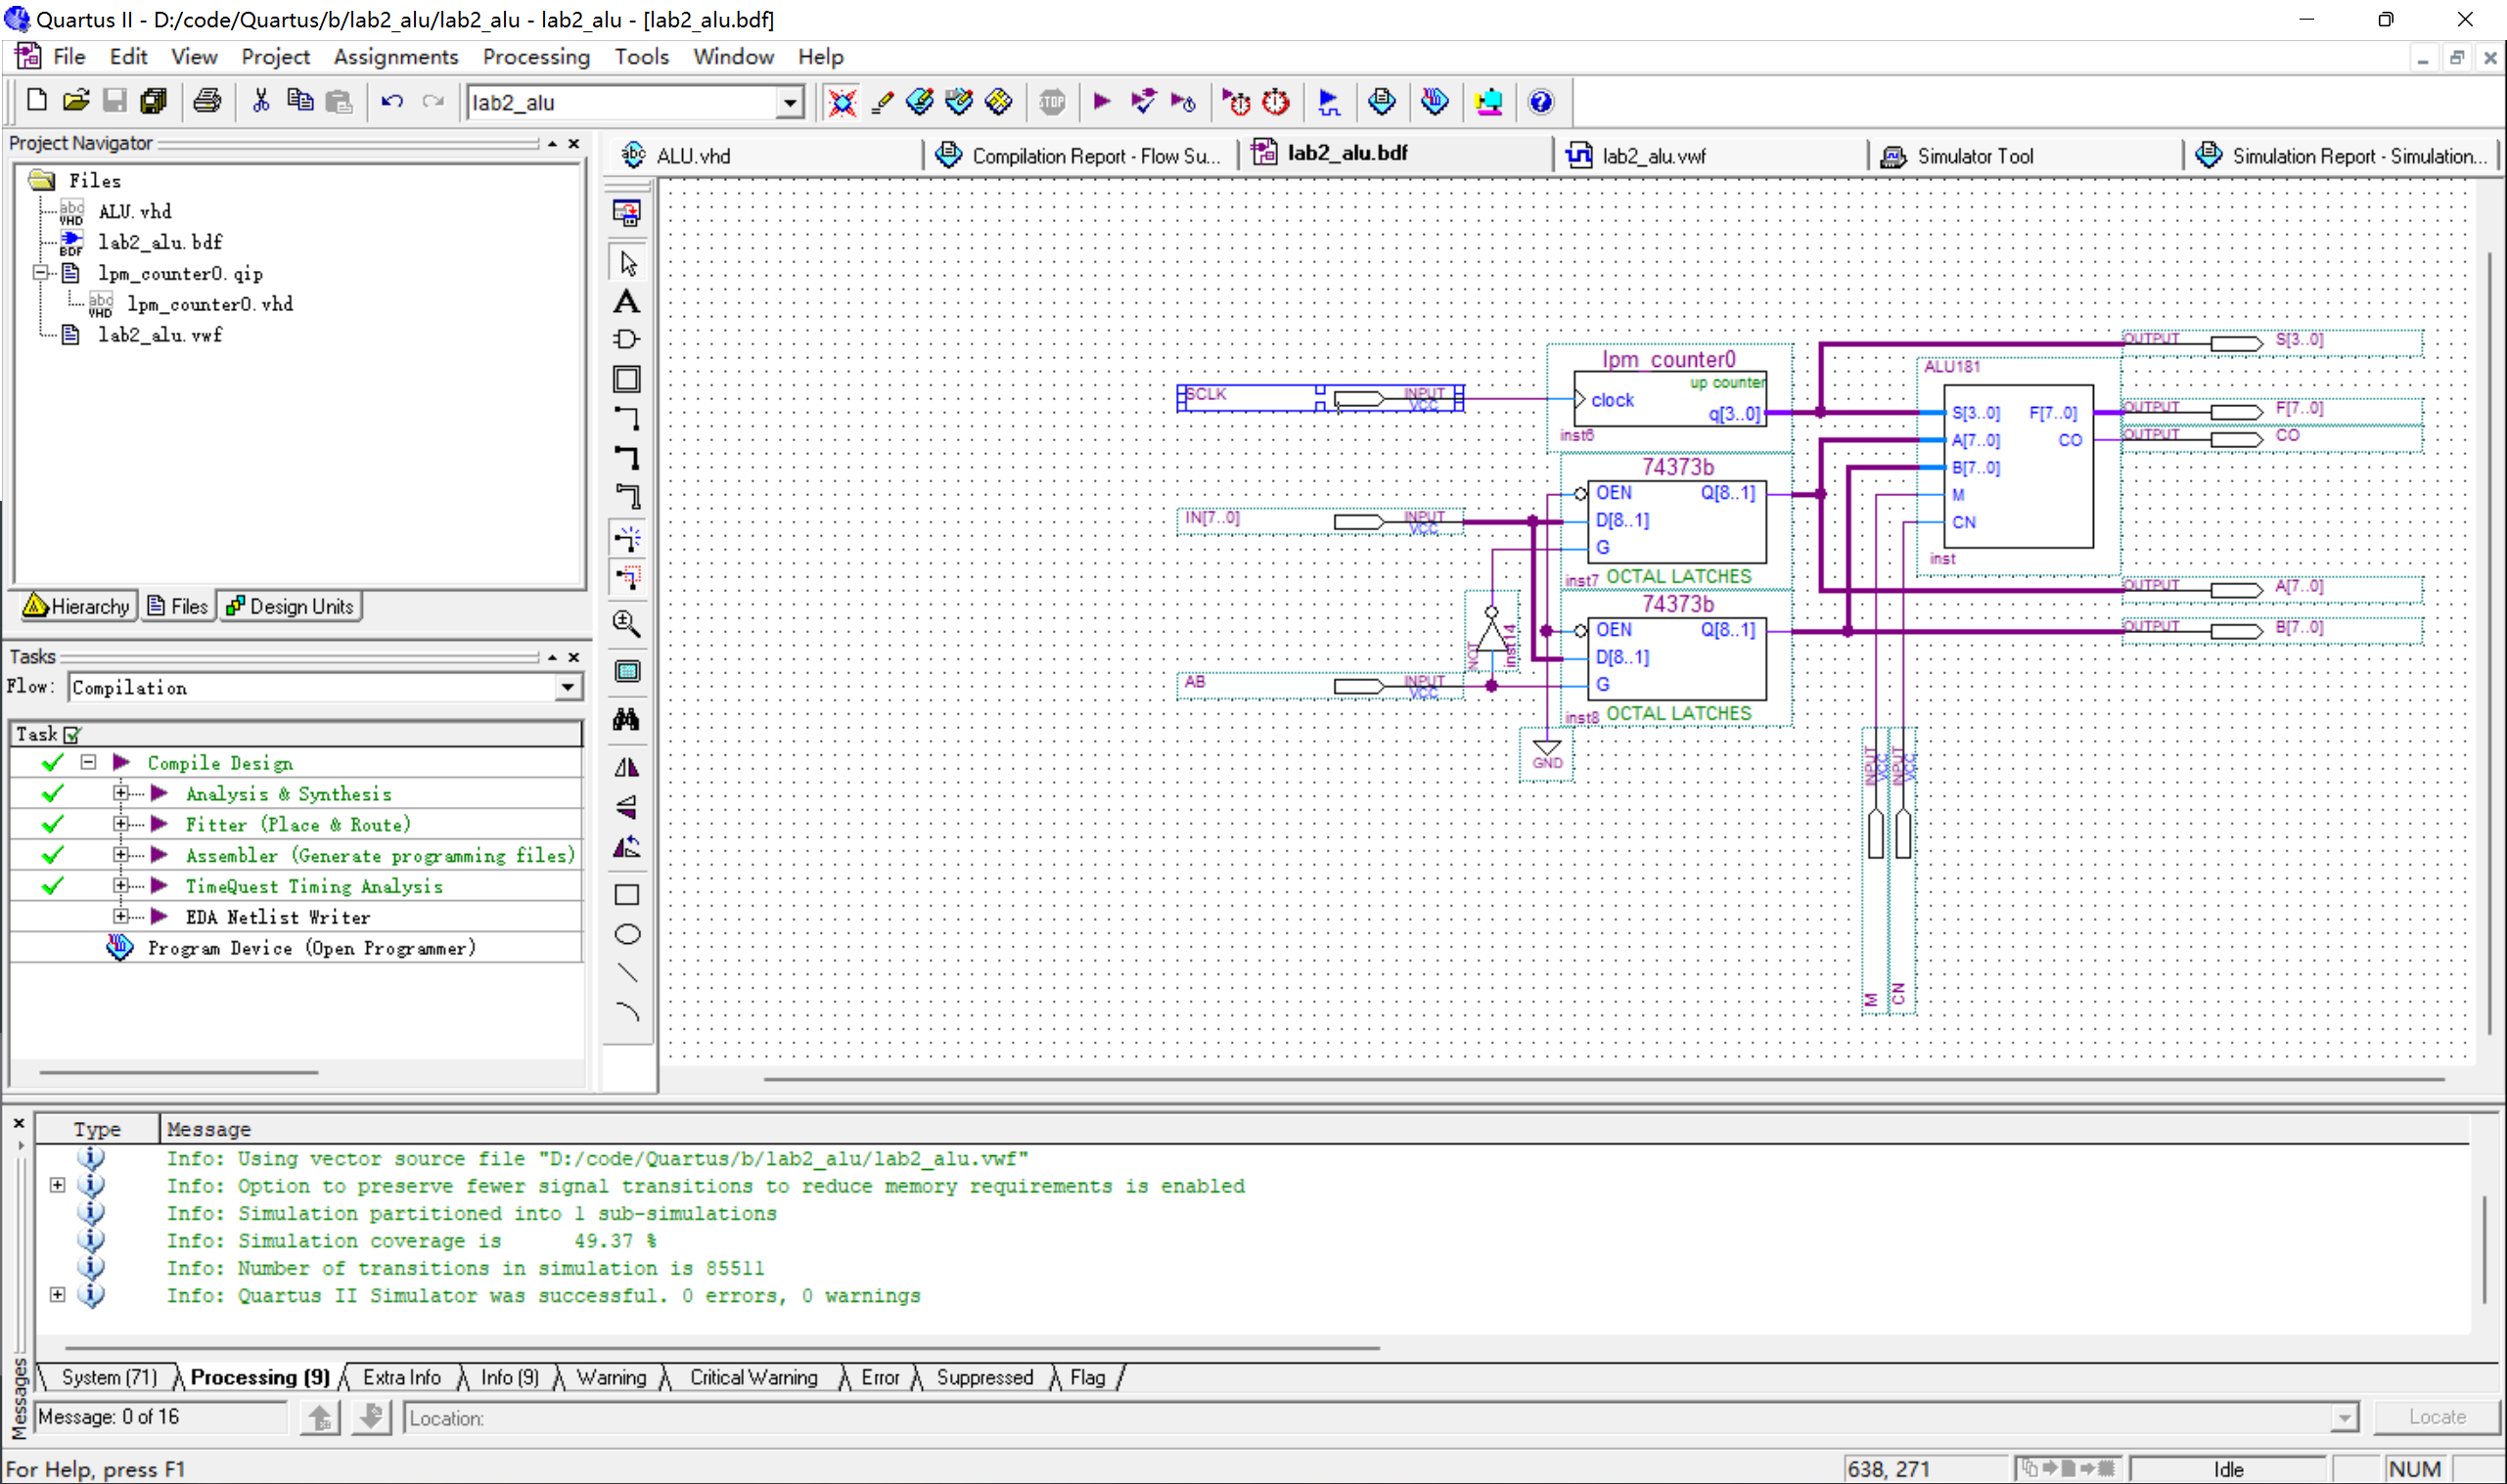 Quartus II - D:/code/Quartus/b/lab2_alu/lab2_alu - lab2_alu - [lab2_alu.bdf]
File Edit View Project Assignments Processing Tools Window Help
lab2_alu
STOP
Project Navigator
Files
abc VHD ALU.vhd
BDF lab2_alu.bdf
lpm_counter0.qip
abc VHD lpm_counter0.vhd
lab2_alu.vwf
Hierarchy Files Design Units
Tasks
Flow: Compilation
Task
Compile Design
Analysis & Synthesis
Fitter (Place & Route)
Assembler (Generate programming files)
TimeQuest Timing Analysis
EDA Netlist Writer
Program Device (Open Programmer)
abc ALU.vhd Compilation Report - Flow Su... lab2_alu.bdf lab2_alu.vwf Simulator Tool Simulation Report - Simulation...
A
SCLK INPUT VCC
lpm_counter0
up counter
clock
q[3..0]
inst6
IN[7..0] INPUT VCC
74373b
OEN Q[8..1]
D[8..1]
G
inst7 OCTAL LATCHES
NOT inst14
74373b
OEN Q[8..1]
D[8..1]
G
inst8 OCTAL LATCHES
AB INPUT VCC
GND
ALU181
S[3..0] F[7..0]
A[7..0] CO
B[7..0]
M
CN
inst
OUTPUT S[3..0]
OUTPUT F[7..0]
OUTPUT CO
OUTPUT A[7..0]
OUTPUT B[7..0]
INPUT VCC M
INPUT VCC CN
Type Message
Info: Using vector source file "D:/code/Quartus/b/lab2_alu/lab2_alu.vwf"
Info: Option to preserve fewer signal transitions to reduce memory requirements is enabled
Info: Simulation partitioned into 1 sub-simulations
Info: Simulation coverage is 49.37 %
Info: Number of transitions in simulation is 85511
Info: Quartus II Simulator was successful. 0 errors, 0 warnings
System (71) Processing (9) Extra Info Info (9) Warning Critical Warning Error Suppressed Flag
Messages
Message: 0 of 16 Location: Locate
For Help, press F1 638, 271 Idle NUM